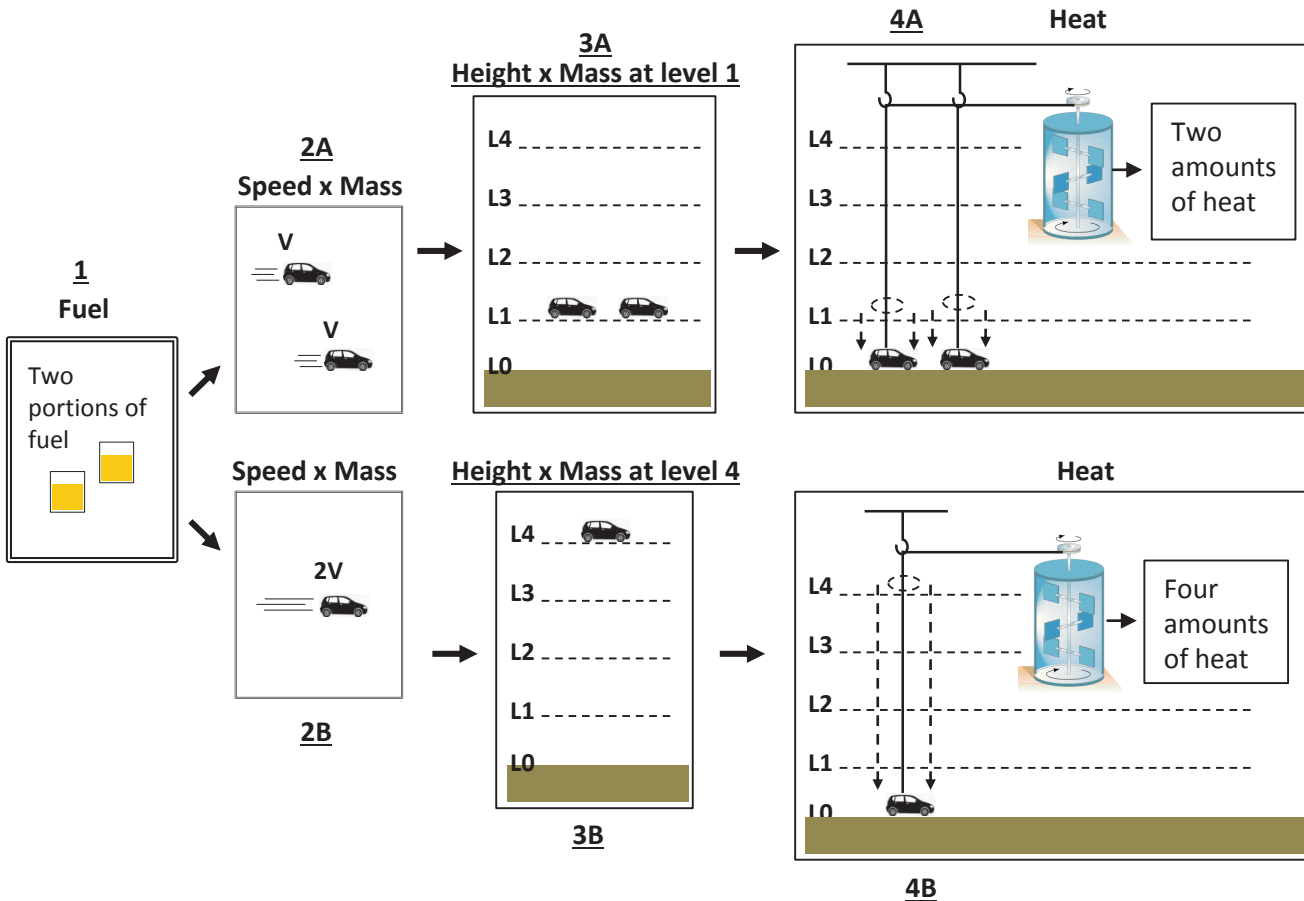 1
Fuel
Two
portions of
fuel
2A
Speed x Mass
V
V
3A
Height x Mass at level 1
L4
L3
L2
L1
L0
4A
Heat
L4
L3
L2
L1
L0
Two
amounts
of heat
Speed x Mass
2V
2B
Height x Mass at level 4
L4
L3
L2
L1
L0
3B
Heat
L4
L3
L2
L1
L0
Four
amounts
of heat
4B